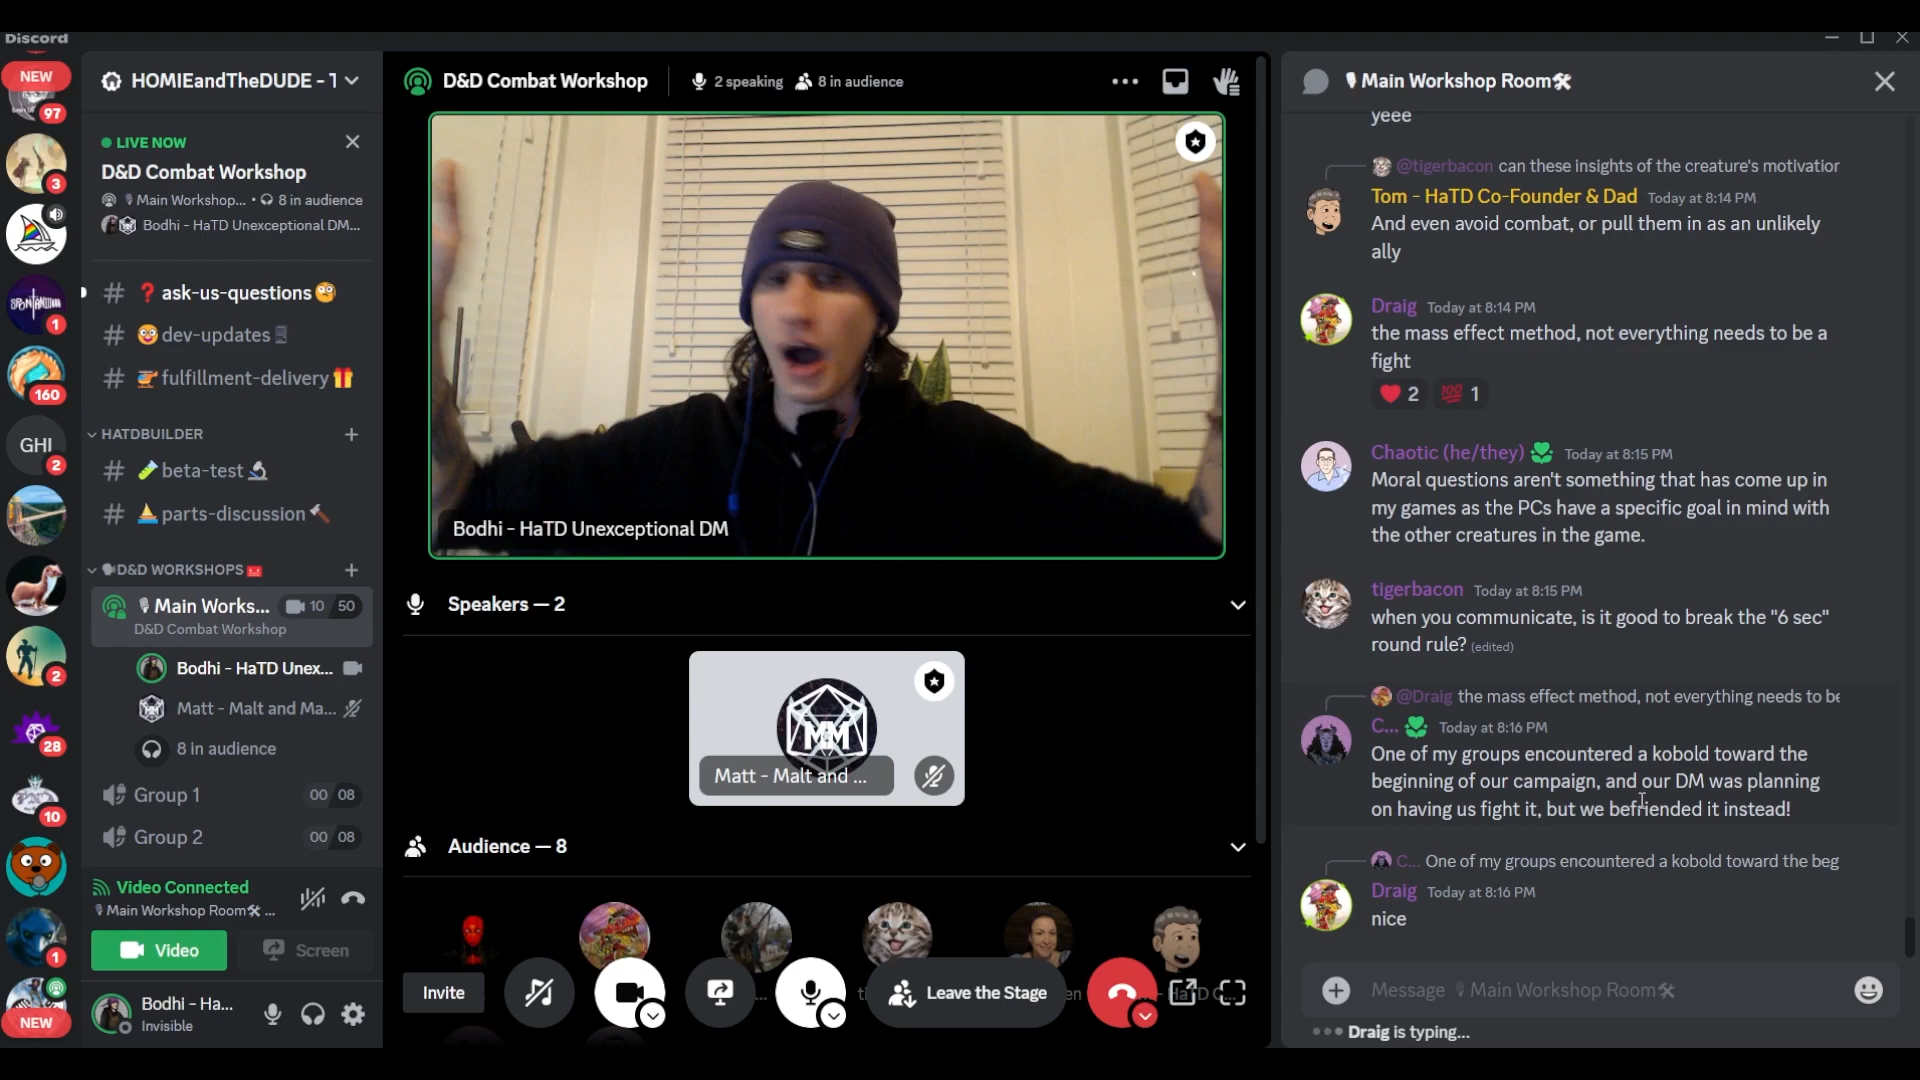 Discord
NEW
97
3
1
160
GHI
2
2
28
10
1
NEW
HOMIEandTheDUDE - T
LIVE NOW
D&D Combat Workshop
Main Workshop... • 8 in audience
Bodhi - HaTD Unexceptional DM...
# ❓ask-us-questions🧐
# dev-updates
# fulfillment-delivery🎁
HATDBUILDER
# beta-test🔬
# ⛵parts-discussion🔨
D&D WORKSHOPS
Main Works... 10 50
D&D Combat Workshop
Bodhi - HaTD Unex...
Matt - Malt and Ma...
8 in audience
Group 1 00 08
Group 2 00 08
Video Connected
Main Workshop Room🛠 ...
Video
Screen
Bodhi - Ha...
Invisible
D&D Combat Workshop
2 speaking 8 in audience
Bodhi - HaTD Unexceptional DM
Speakers — 2
MM
Matt - Malt and ...
Audience — 8
Invite
Leave the Stage
Main Workshop Room🛠
yeee
@tigerbacon can these insights of the creature's motivation
Tom - HaTD Co-Founder & Dad Today at 8:14 PM
And even avoid combat, or pull them in as an unlikely
ally
Draig Today at 8:14 PM
the mass effect method, not everything needs to be a
fight
❤️ 2 💯 1
Chaotic (he/they) Today at 8:15 PM
Moral questions aren't something that has come up in
my games as the PCs have a specific goal in mind with
the other creatures in the game.
tigerbacon Today at 8:15 PM
when you communicate, is it good to break the "6 sec"
round rule? (edited)
@Draig the mass effect method, not everything needs to be
C... Today at 8:16 PM
One of my groups encountered a kobold toward the
beginning of our campaign, and our DM was planning
on having us fight it, but we befriended it instead!
C... One of my groups encountered a kobold toward the beg
Draig Today at 8:16 PM
nice
Message Main Workshop Room🛠
Draig is typing...